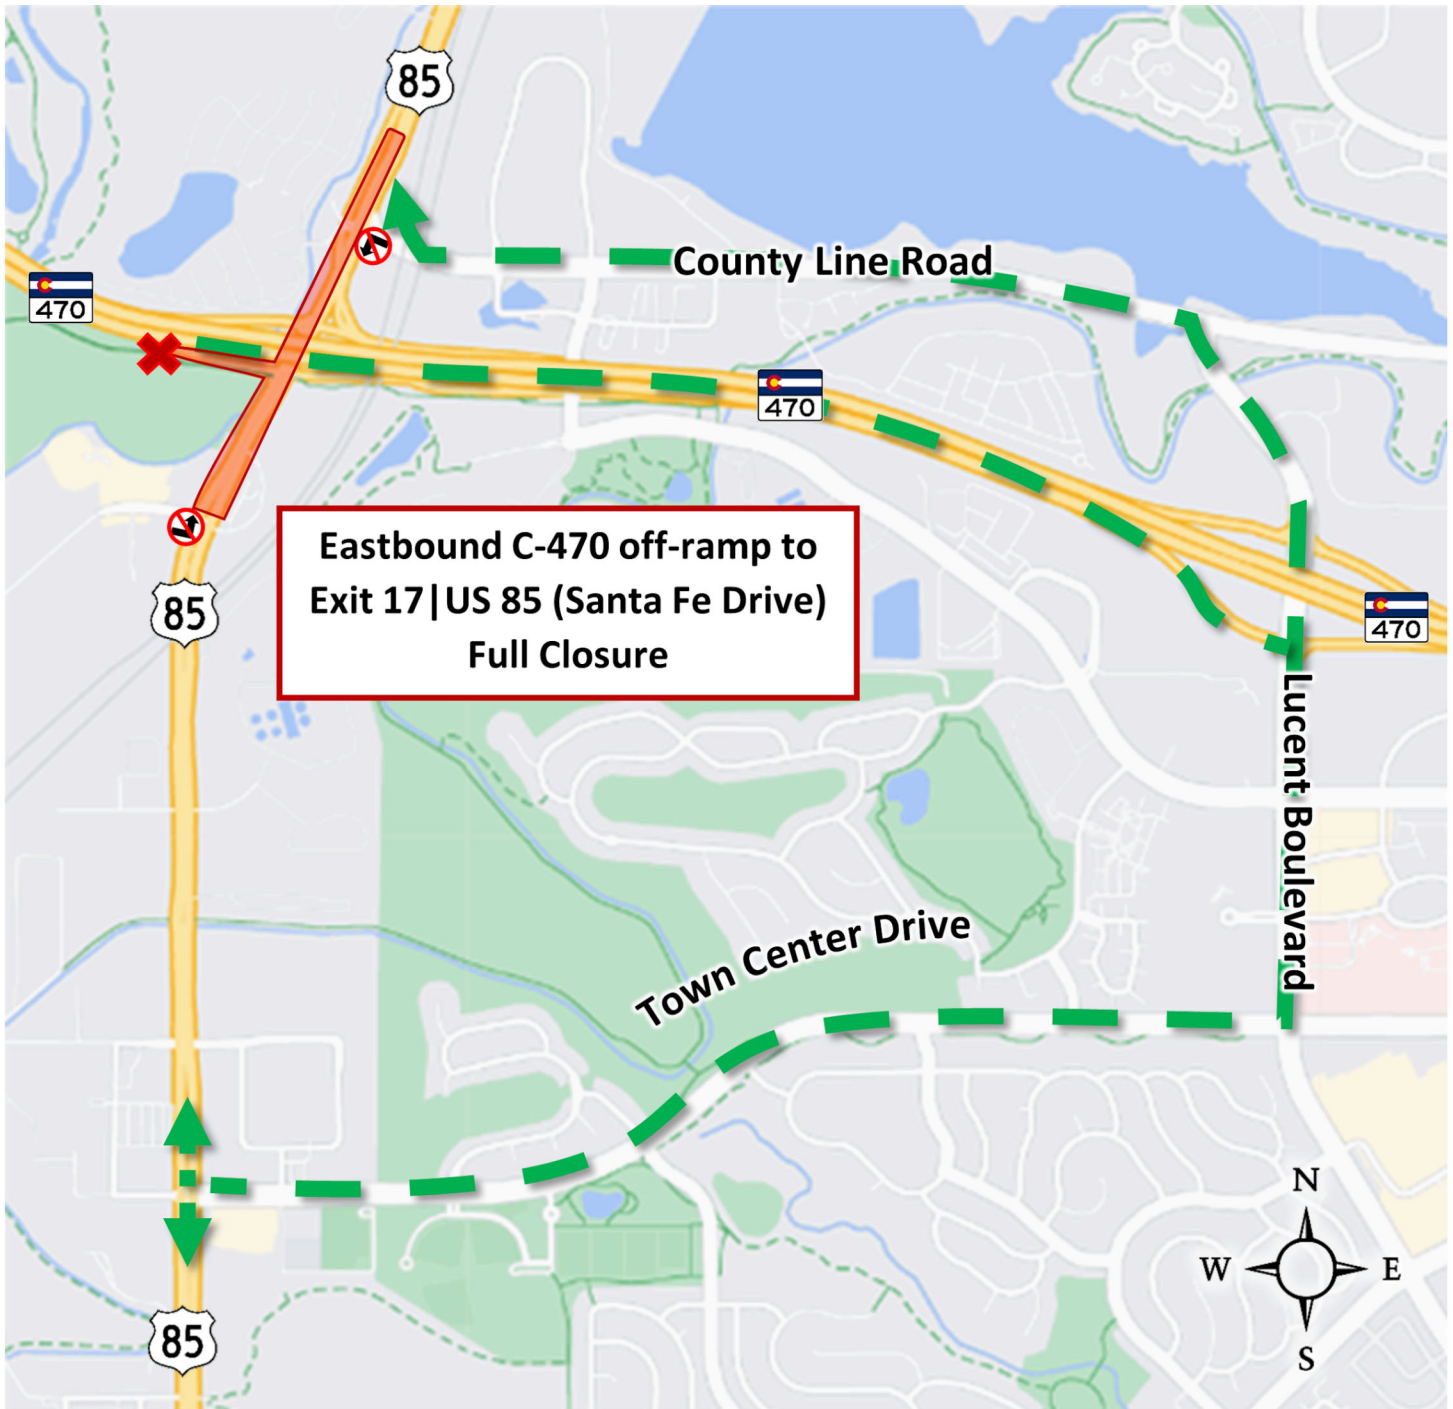 85
470
County Line Road
470
Eastbound C-470 off-ramp to
Exit 17|US 85 (Santa Fe Drive)
Full Closure
85
470
Lucent Boulevard
Town Center Drive
N
W E
S
85